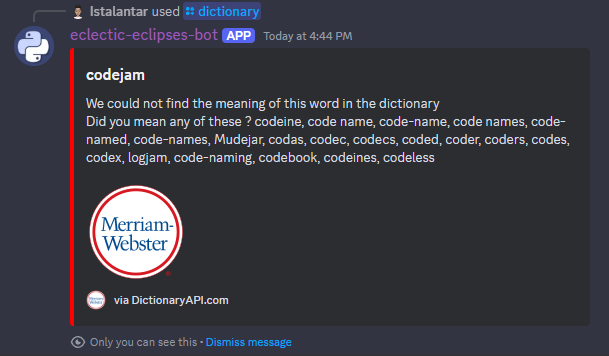 Istalantar used dictionary
eclectic-eclipses-bot APP Today at 4:44 PM
codejam
We could not find the meaning of this word in the dictionary
Did you mean any of these ? codeine, code name, code-name, code names, code-
named, code-names, Mudejar, codas, codec, codecs, coded, coder, coders, codes,
codex, logjam, code-naming, codebook, codeines, codeless
Merriam-
Webster
via DictionaryAPI.com
Only you can see this • Dismiss message